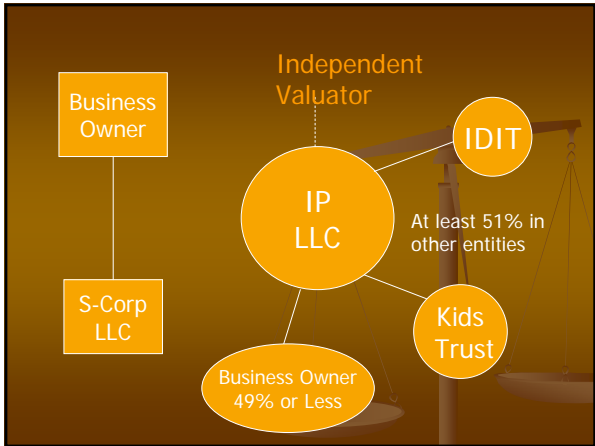 Business
Owner
S-Corp
LLC
Independent
Valuator
IDIT
IP
LLC
At least 51% in
other entities
Kids
Trust
Business Owner
49% or Less